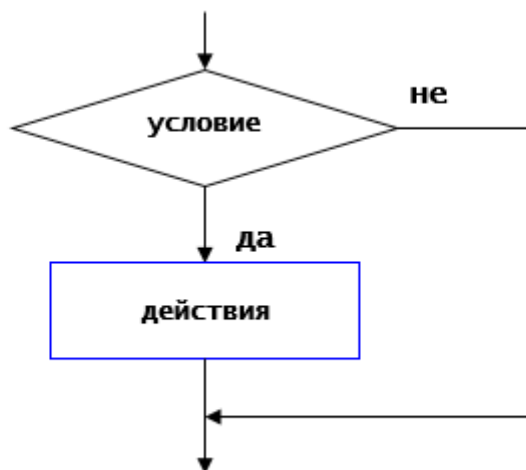 не
условие
да
действия